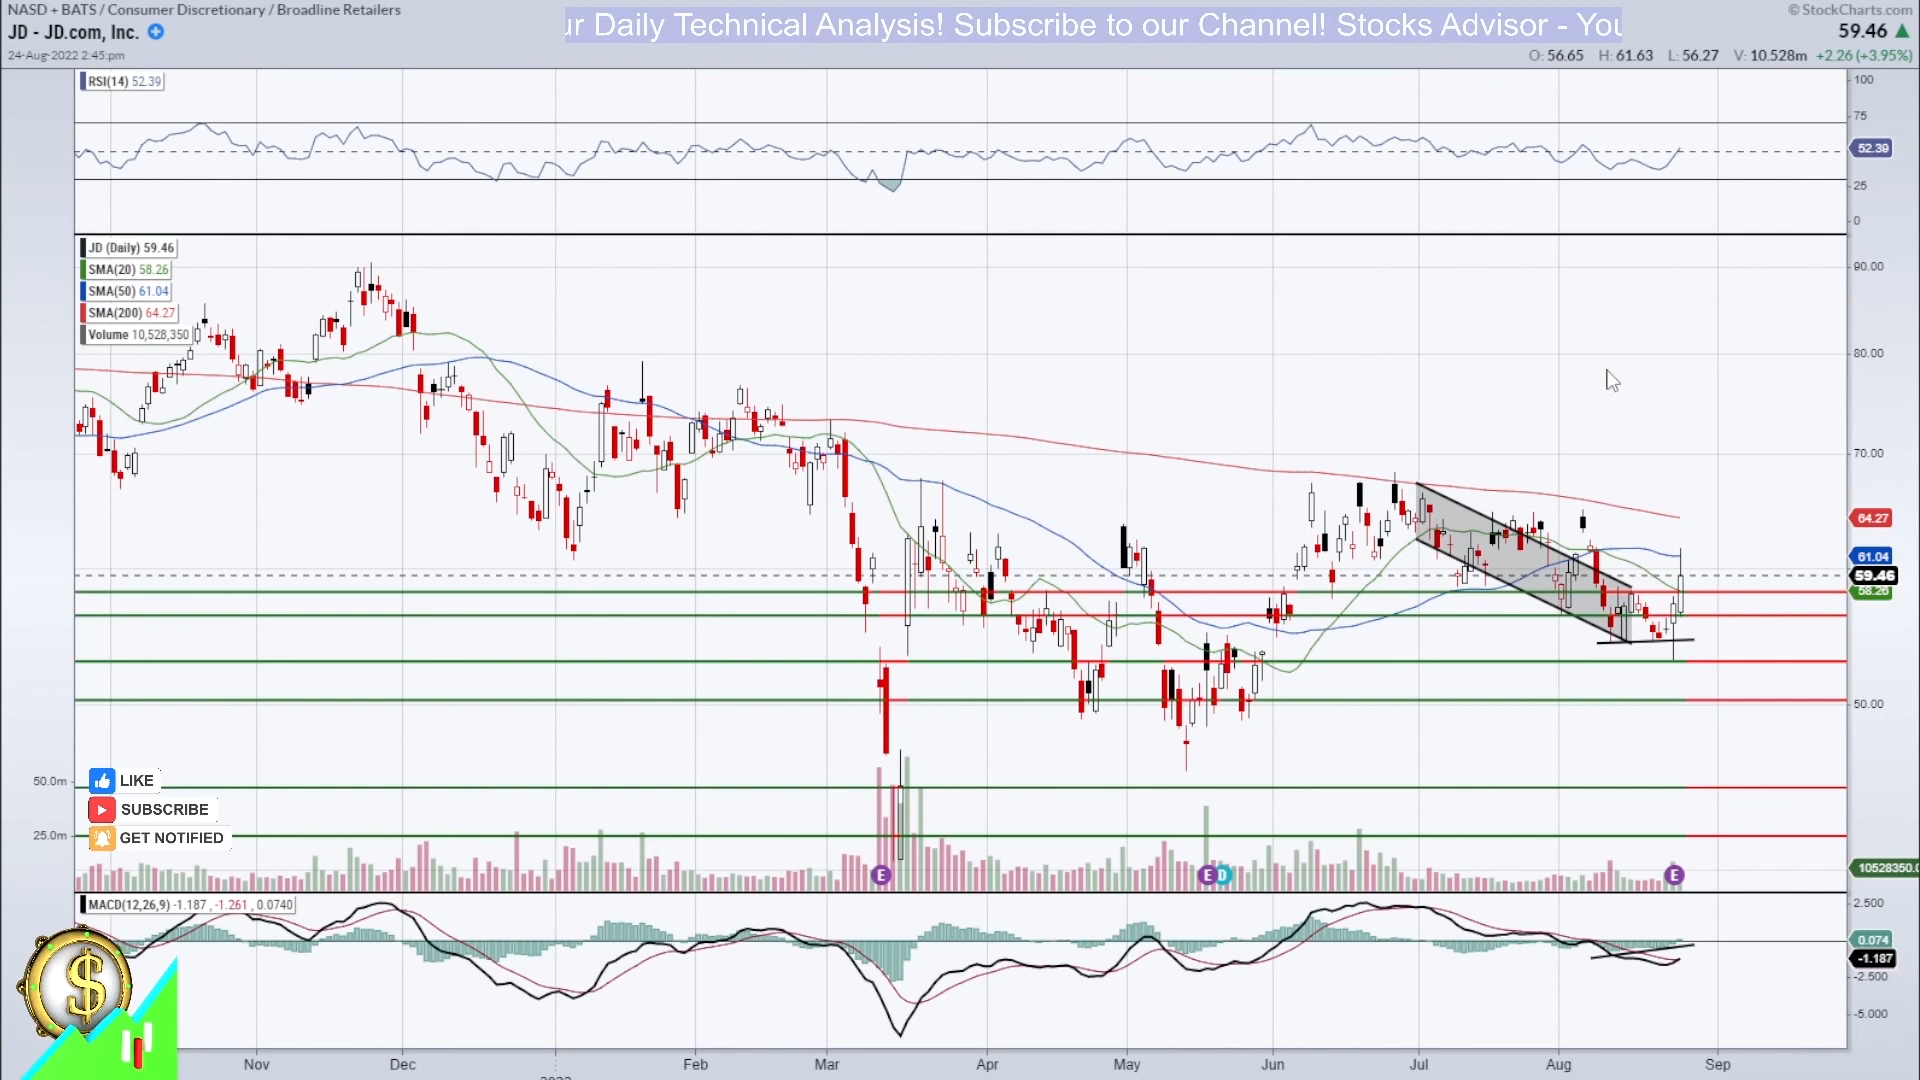 NASD + BATS / Consumer Discretionary / Broadline Retailers
ur Daily Technical Analysis! Subscribe to our Channel! Stocks Advisor - You
© StockCharts.com
JD - JD.com, Inc.
59.46
24-Aug-2022 2:45:pm
O: 56.65 H: 61.63 L: 56.27 V: 10.528m +2.26 (+3.95%)
RSI(14) 52.39
100
75
52.39
25
0
JD (Daily) 59.46
SMA(20) 58.26
SMA(50) 61.04
SMA(200) 64.27
Volume 10,528,350
90.00
80.00
70.00
64.27
61.04
59.46
58.26
50.00
50.0m
25.0m
LIKE
SUBSCRIBE
GET NOTIFIED
E
E
D
E
10528350.0
MACD(12,26,9) -1.187 , -1.261 , 0.0740
2.500
0.074
-1.187
-2.500
-5.000
$
Nov
Dec
Feb
Mar
Apr
May
Jun
Jul
Aug
Sep